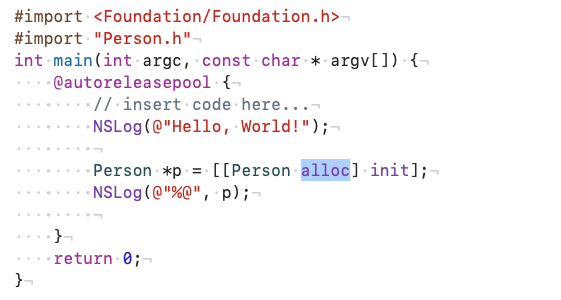 #import <Foundation/Foundation.h>
#import "Person.h"
int main(int argc, const char * argv[]) {
    @autoreleasepool {
        // insert code here...
        NSLog(@"Hello, World!");
        
        Person *p = [[Person alloc] init];
        NSLog(@"%@", p);
        
    }
    return 0;
}